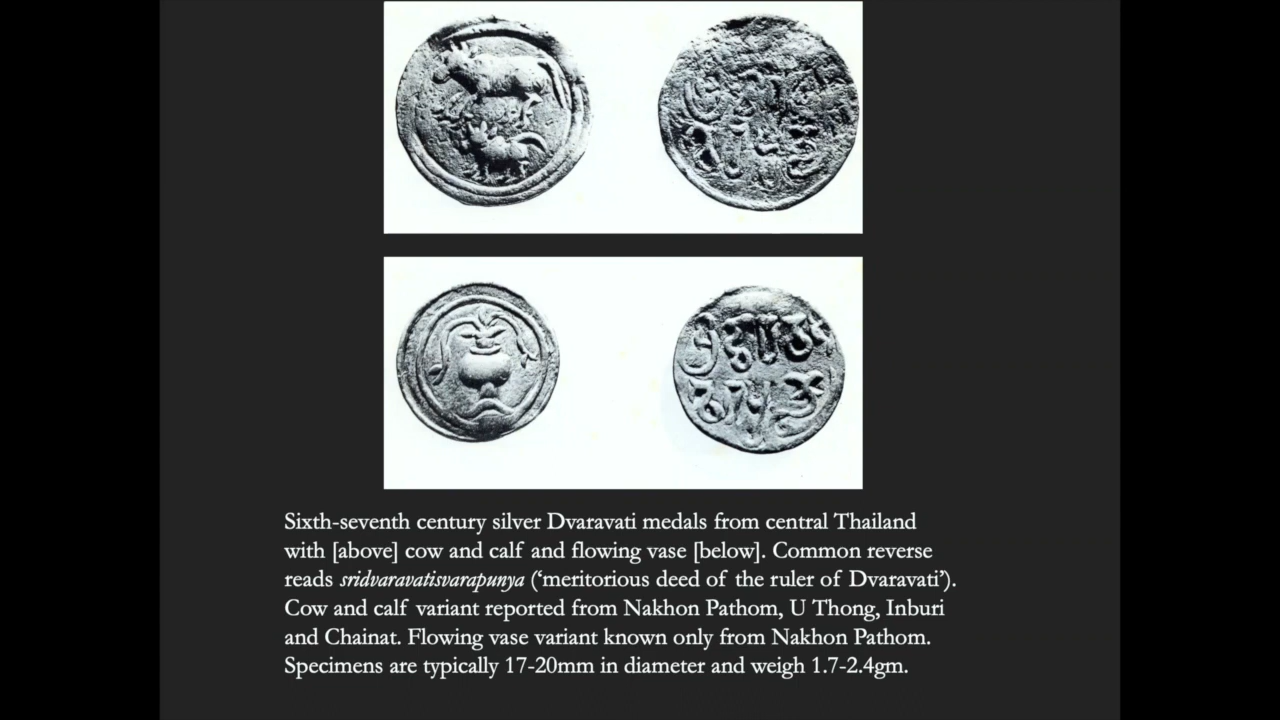 Sixth-seventh century silver Dvaravati medals from central Thailand
with [above] cow and calf and flowing vase [below]. Common reverse
reads sridvaravatisvarapunya (‘meritorious deed of the ruler of Dvaravati’).
Cow and calf variant reported from Nakhon Pathom, U Thong, Inburi
and Chainat. Flowing vase variant known only from Nakhon Pathom.
Specimens are typically 17-20mm in diameter and weigh 1.7-2.4gm.